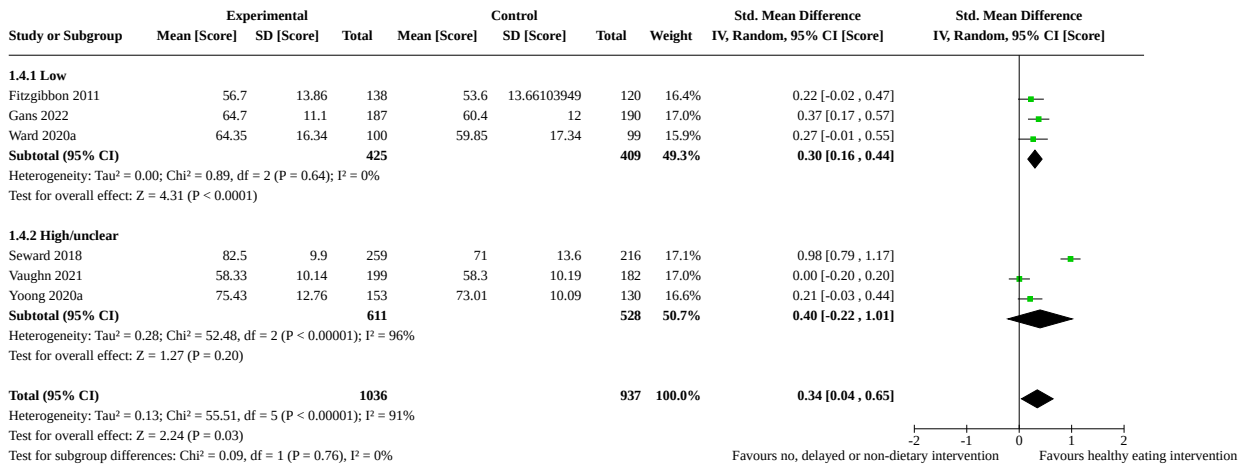 Experimental Control Std. Mean Difference Std. Mean Difference
Study or Subgroup Mean [Score] SD [Score] Total Mean [Score] SD [Score] Total Weight IV, Random, 95% CI [Score] IV, Random, 95% CI [Score]
1.4.1 Low
Fitzgibbon 2011 56.7 13.86 138 53.6 13.66103949 120 16.4% 0.22 [-0.02 , 0.47]
Gans 2022 64.7 11.1 187 60.4 12 190 17.0% 0.37 [0.17 , 0.57]
Ward 2020a 64.35 16.34 100 59.85 17.34 99 15.9% 0.27 [-0.01 , 0.55]
Subtotal (95% CI) 425 409 49.3% 0.30 [0.16 , 0.44]
Heterogeneity: Tau² = 0.00; Chi² = 0.89, df = 2 (P = 0.64); I² = 0%
Test for overall effect: Z = 4.31 (P < 0.0001)
1.4.2 High/unclear
Seward 2018 82.5 9.9 259 71 13.6 216 17.1% 0.98 [0.79 , 1.17]
Vaughn 2021 58.33 10.14 199 58.3 10.19 182 17.0% 0.00 [-0.20 , 0.20]
Yoong 2020a 75.43 12.76 153 73.01 10.09 130 16.6% 0.21 [-0.03 , 0.44]
Subtotal (95% CI) 611 528 50.7% 0.40 [-0.22 , 1.01]
Heterogeneity: Tau² = 0.28; Chi² = 52.48, df = 2 (P < 0.00001); I² = 96%
Test for overall effect: Z = 1.27 (P = 0.20)
Total (95% CI) 1036 937 100.0% 0.34 [0.04 , 0.65]
Heterogeneity: Tau² = 0.13; Chi² = 55.51, df = 5 (P < 0.00001); I² = 91%
Test for overall effect: Z = 2.24 (P = 0.03)
-2 -1 0 1 2
Test for subgroup differences: Chi² = 0.09, df = 1 (P = 0.76), I² = 0% Favours no, delayed or non-dietary intervention Favours healthy eating intervention